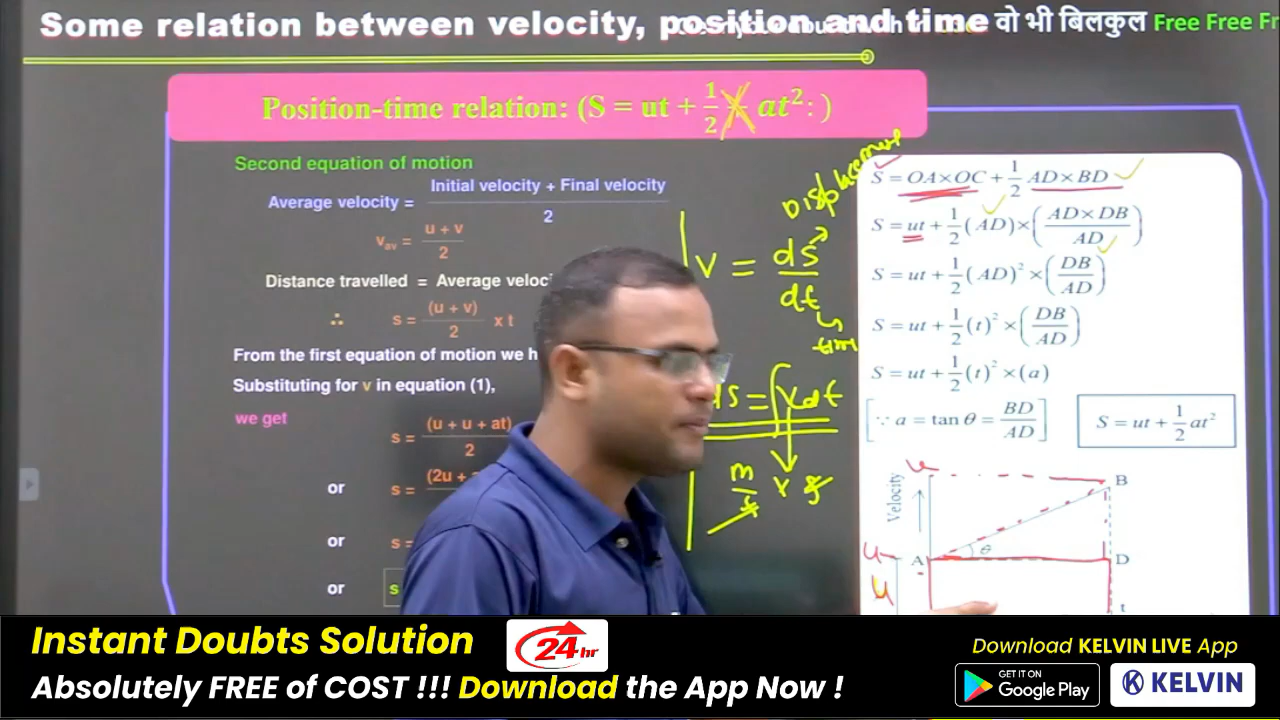 Some relation between velocity, position and time वो भी बिलकुल Free Free Fr
Position-time relation: (S = ut + 1/2 × at²: )
Second equation of motion
Average velocity = (Initial velocity + Final velocity)/2
v_av = (u + v)/2
Distance travelled = Average veloci
∴ s = (u + v)/2 x t
From the first equation of motion we h
Substituting for v in equation (1),
we get
s = (u + u + at)/2
or s = (2u +
or s =
or s
Displacement
V = ds/dt
time
ds = ∫ v dt
m/s × s
S = OA×OC + 1/2 AD×BD
S = ut + 1/2 (AD)×(AD×DB/AD)
S = ut + 1/2 (AD)² × (DB/AD)
S = ut + 1/2 (t)² × (DB/AD)
S = ut + 1/2 (t)² ×(a)
[∵ a = tan θ = BD/AD]
S = ut + 1/2 at²
Velocity
B
θ
u A D
u
t
Instant Doubts Solution
24hr
Absolutely FREE of COST !!! Download the App Now !
Download KELVIN LIVE App
GET IT ON
Google Play
KELVIN